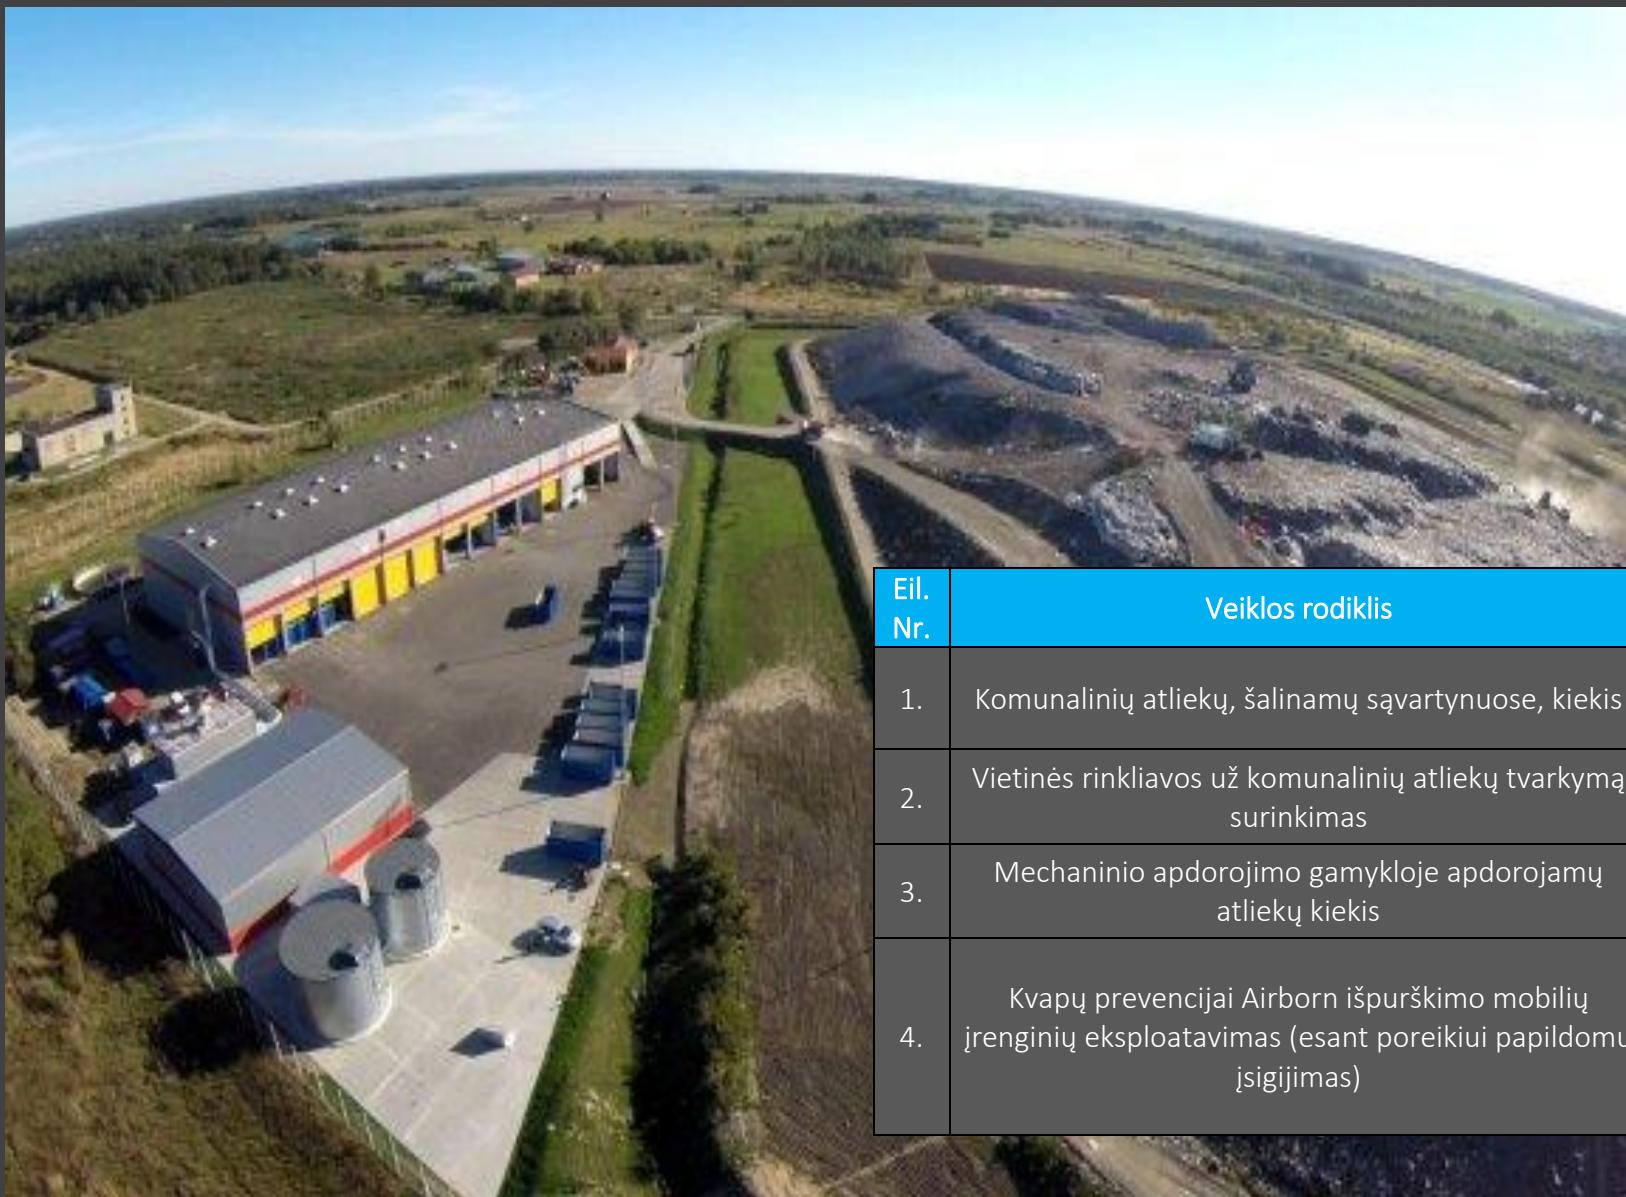 Eil.
Nr.
Veiklos rodiklis
1.
Komunalinių atliekų, šalinamų sąvartynuose, kiekis
2.
Vietinės rinkliavos už komunalinių atliekų tvarkymą
surinkimas
3.
Mechaninio apdorojimo gamykloje apdorojamų
atliekų kiekis
4.
Kvapų prevencijai Airborn išpurškimo mobilių
įrenginių eksploatavimas (esant poreikiui papildomų
įsigijimas)